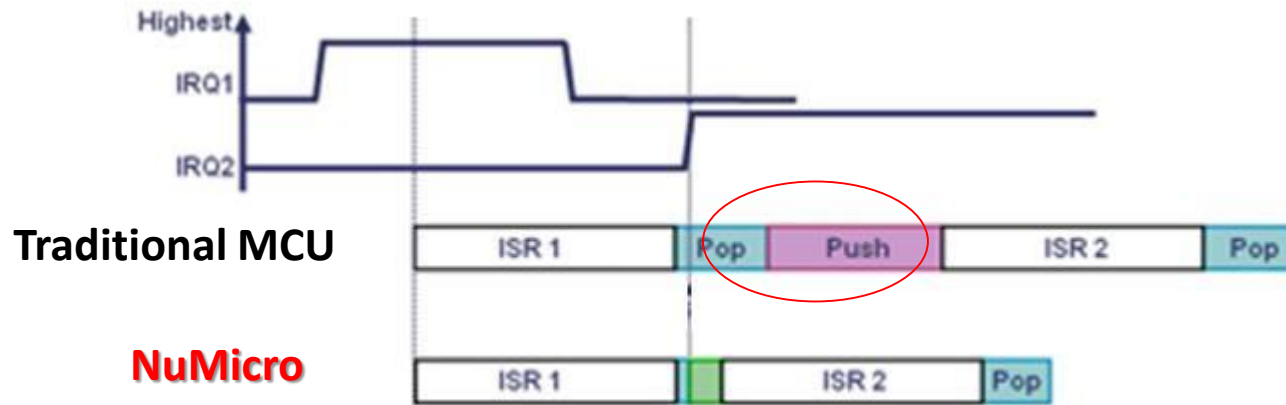 Highest
IRQ1
IRQ2
Traditional MCU
ISR 1 Pop Push ISR 2 Pop
NuMicro
ISR 1 ISR 2 Pop